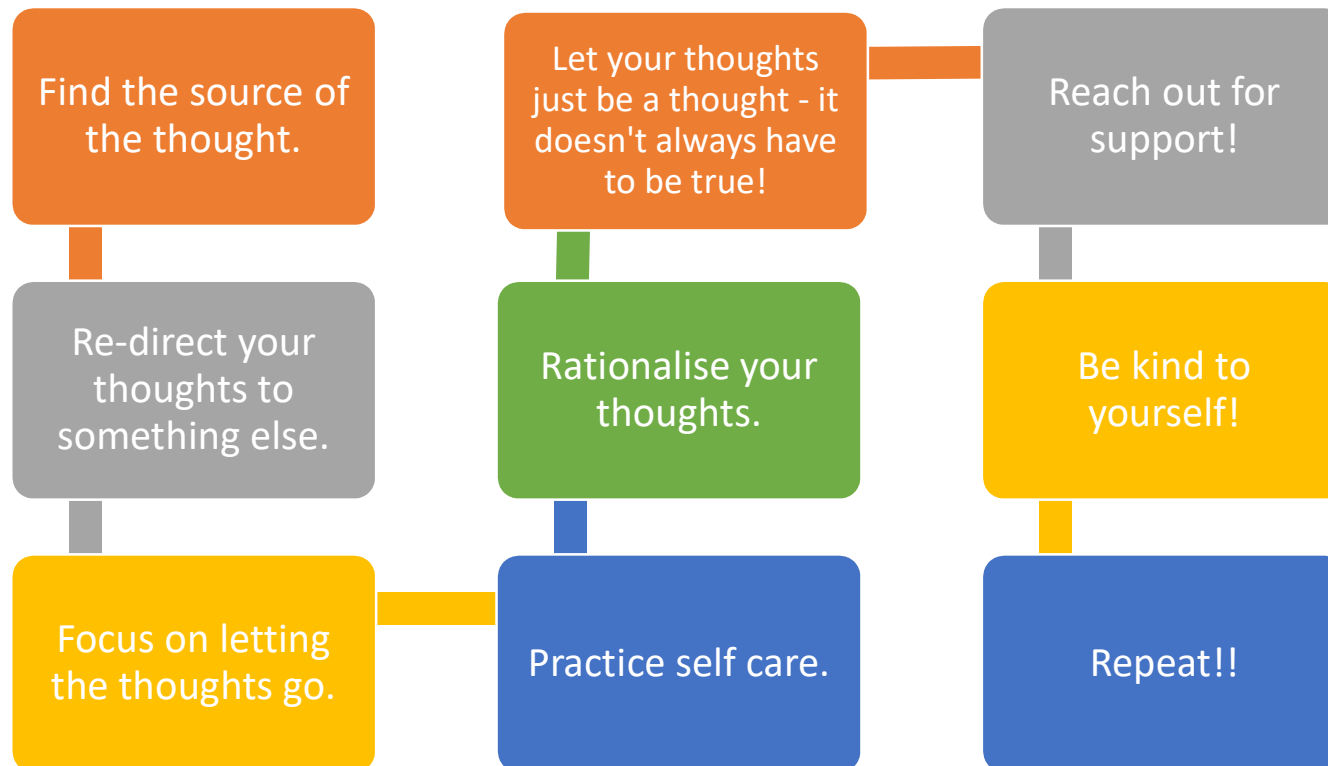 Find the source of
the thought.
Re-direct your
thoughts to
something else.
Focus on letting
the thoughts go.
Practice self care.
Rationalise your
thoughts.
Let your thoughts
just be a thought - it
doesn't always have
to be true!
Reach out for
support!
Be kind to
yourself!
Repeat!!